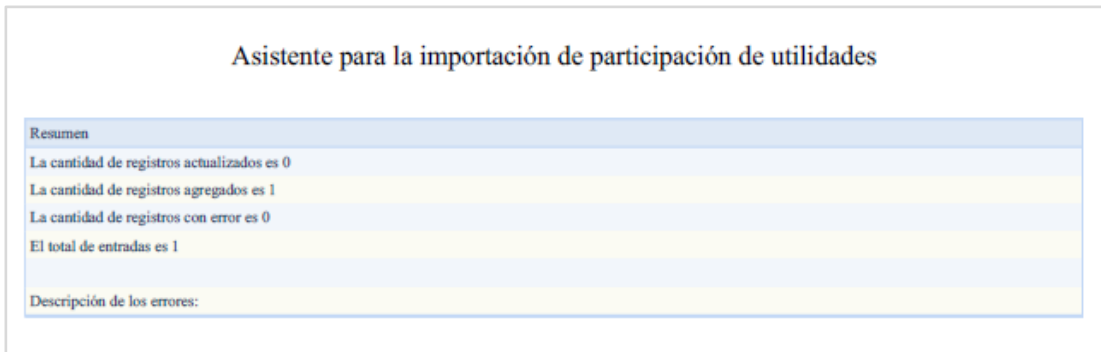 Asistente para la importación de participación de utilidades
Resumen
La cantidad de registros actualizados es 0
La cantidad de registros agregados es 1
La cantidad de registros con error es 0
El total de entradas es 1
Descripción de los errores: